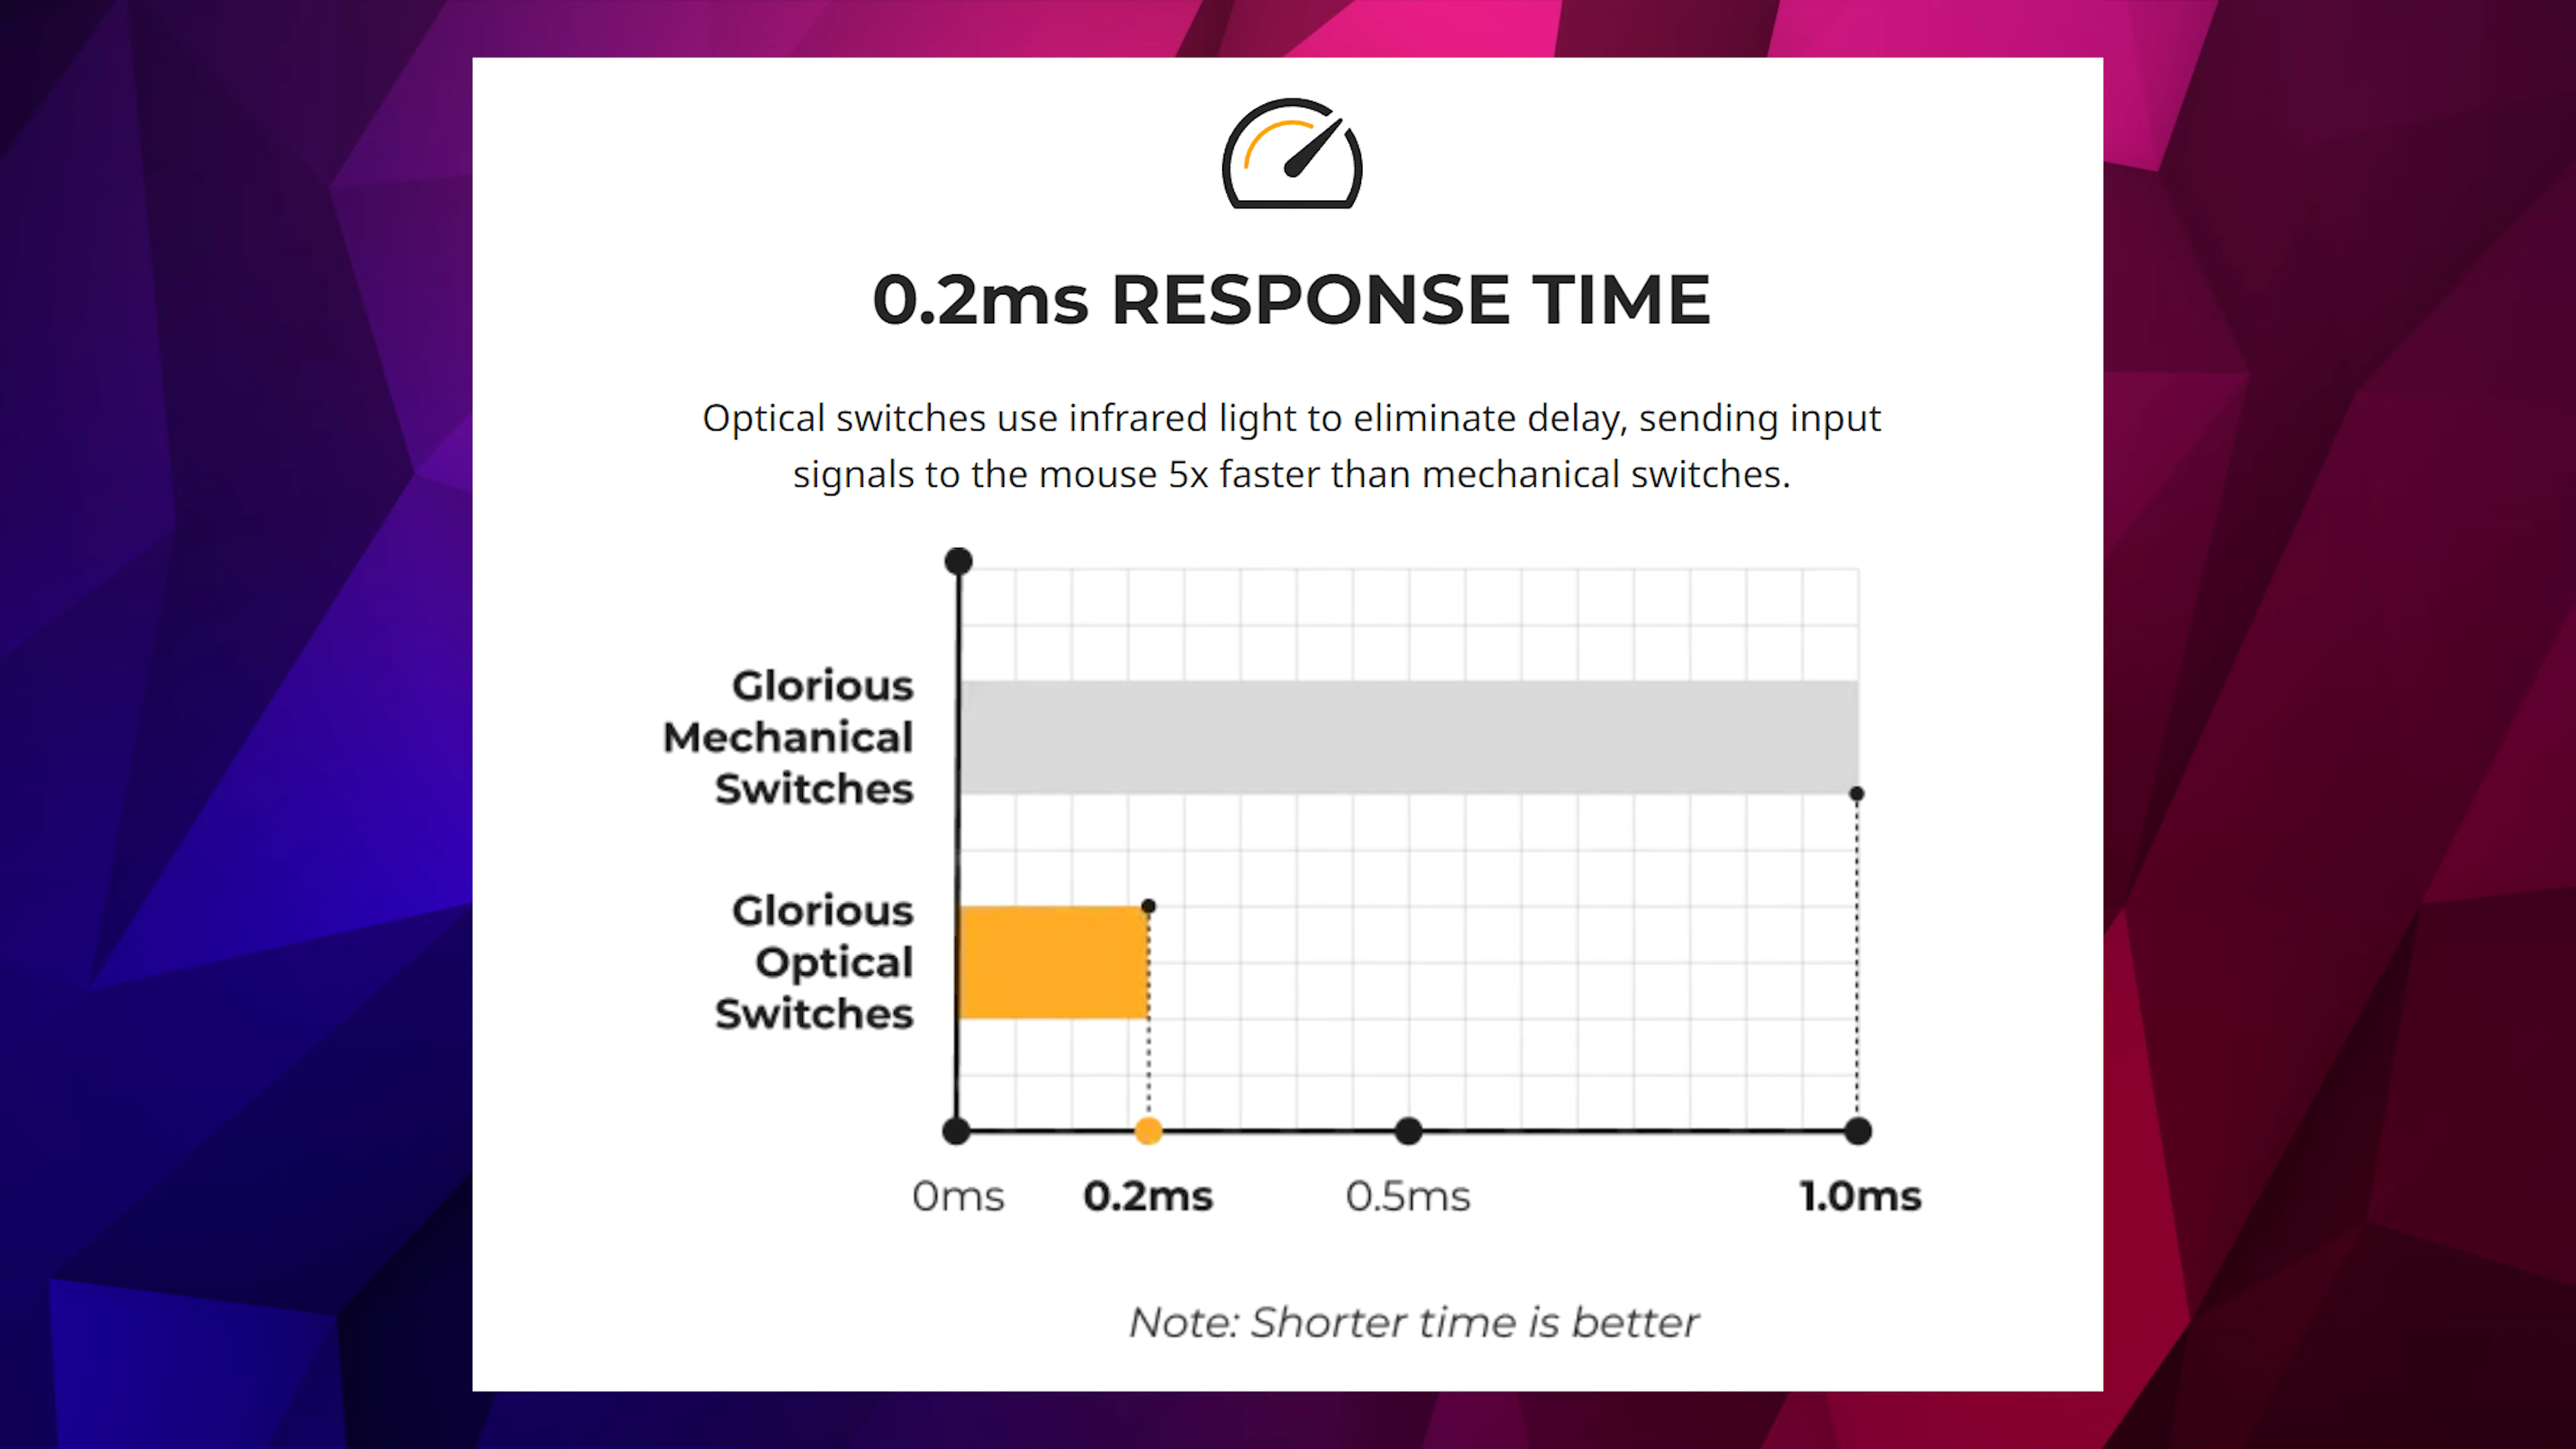 0.2ms RESPONSE TIME
Optical switches use infrared light to eliminate delay, sending input
signals to the mouse 5x faster than mechanical switches.
Glorious
Mechanical
Switches
Glorious
Optical
Switches
0ms 0.2ms 0.5ms 1.0ms
Note: Shorter time is better